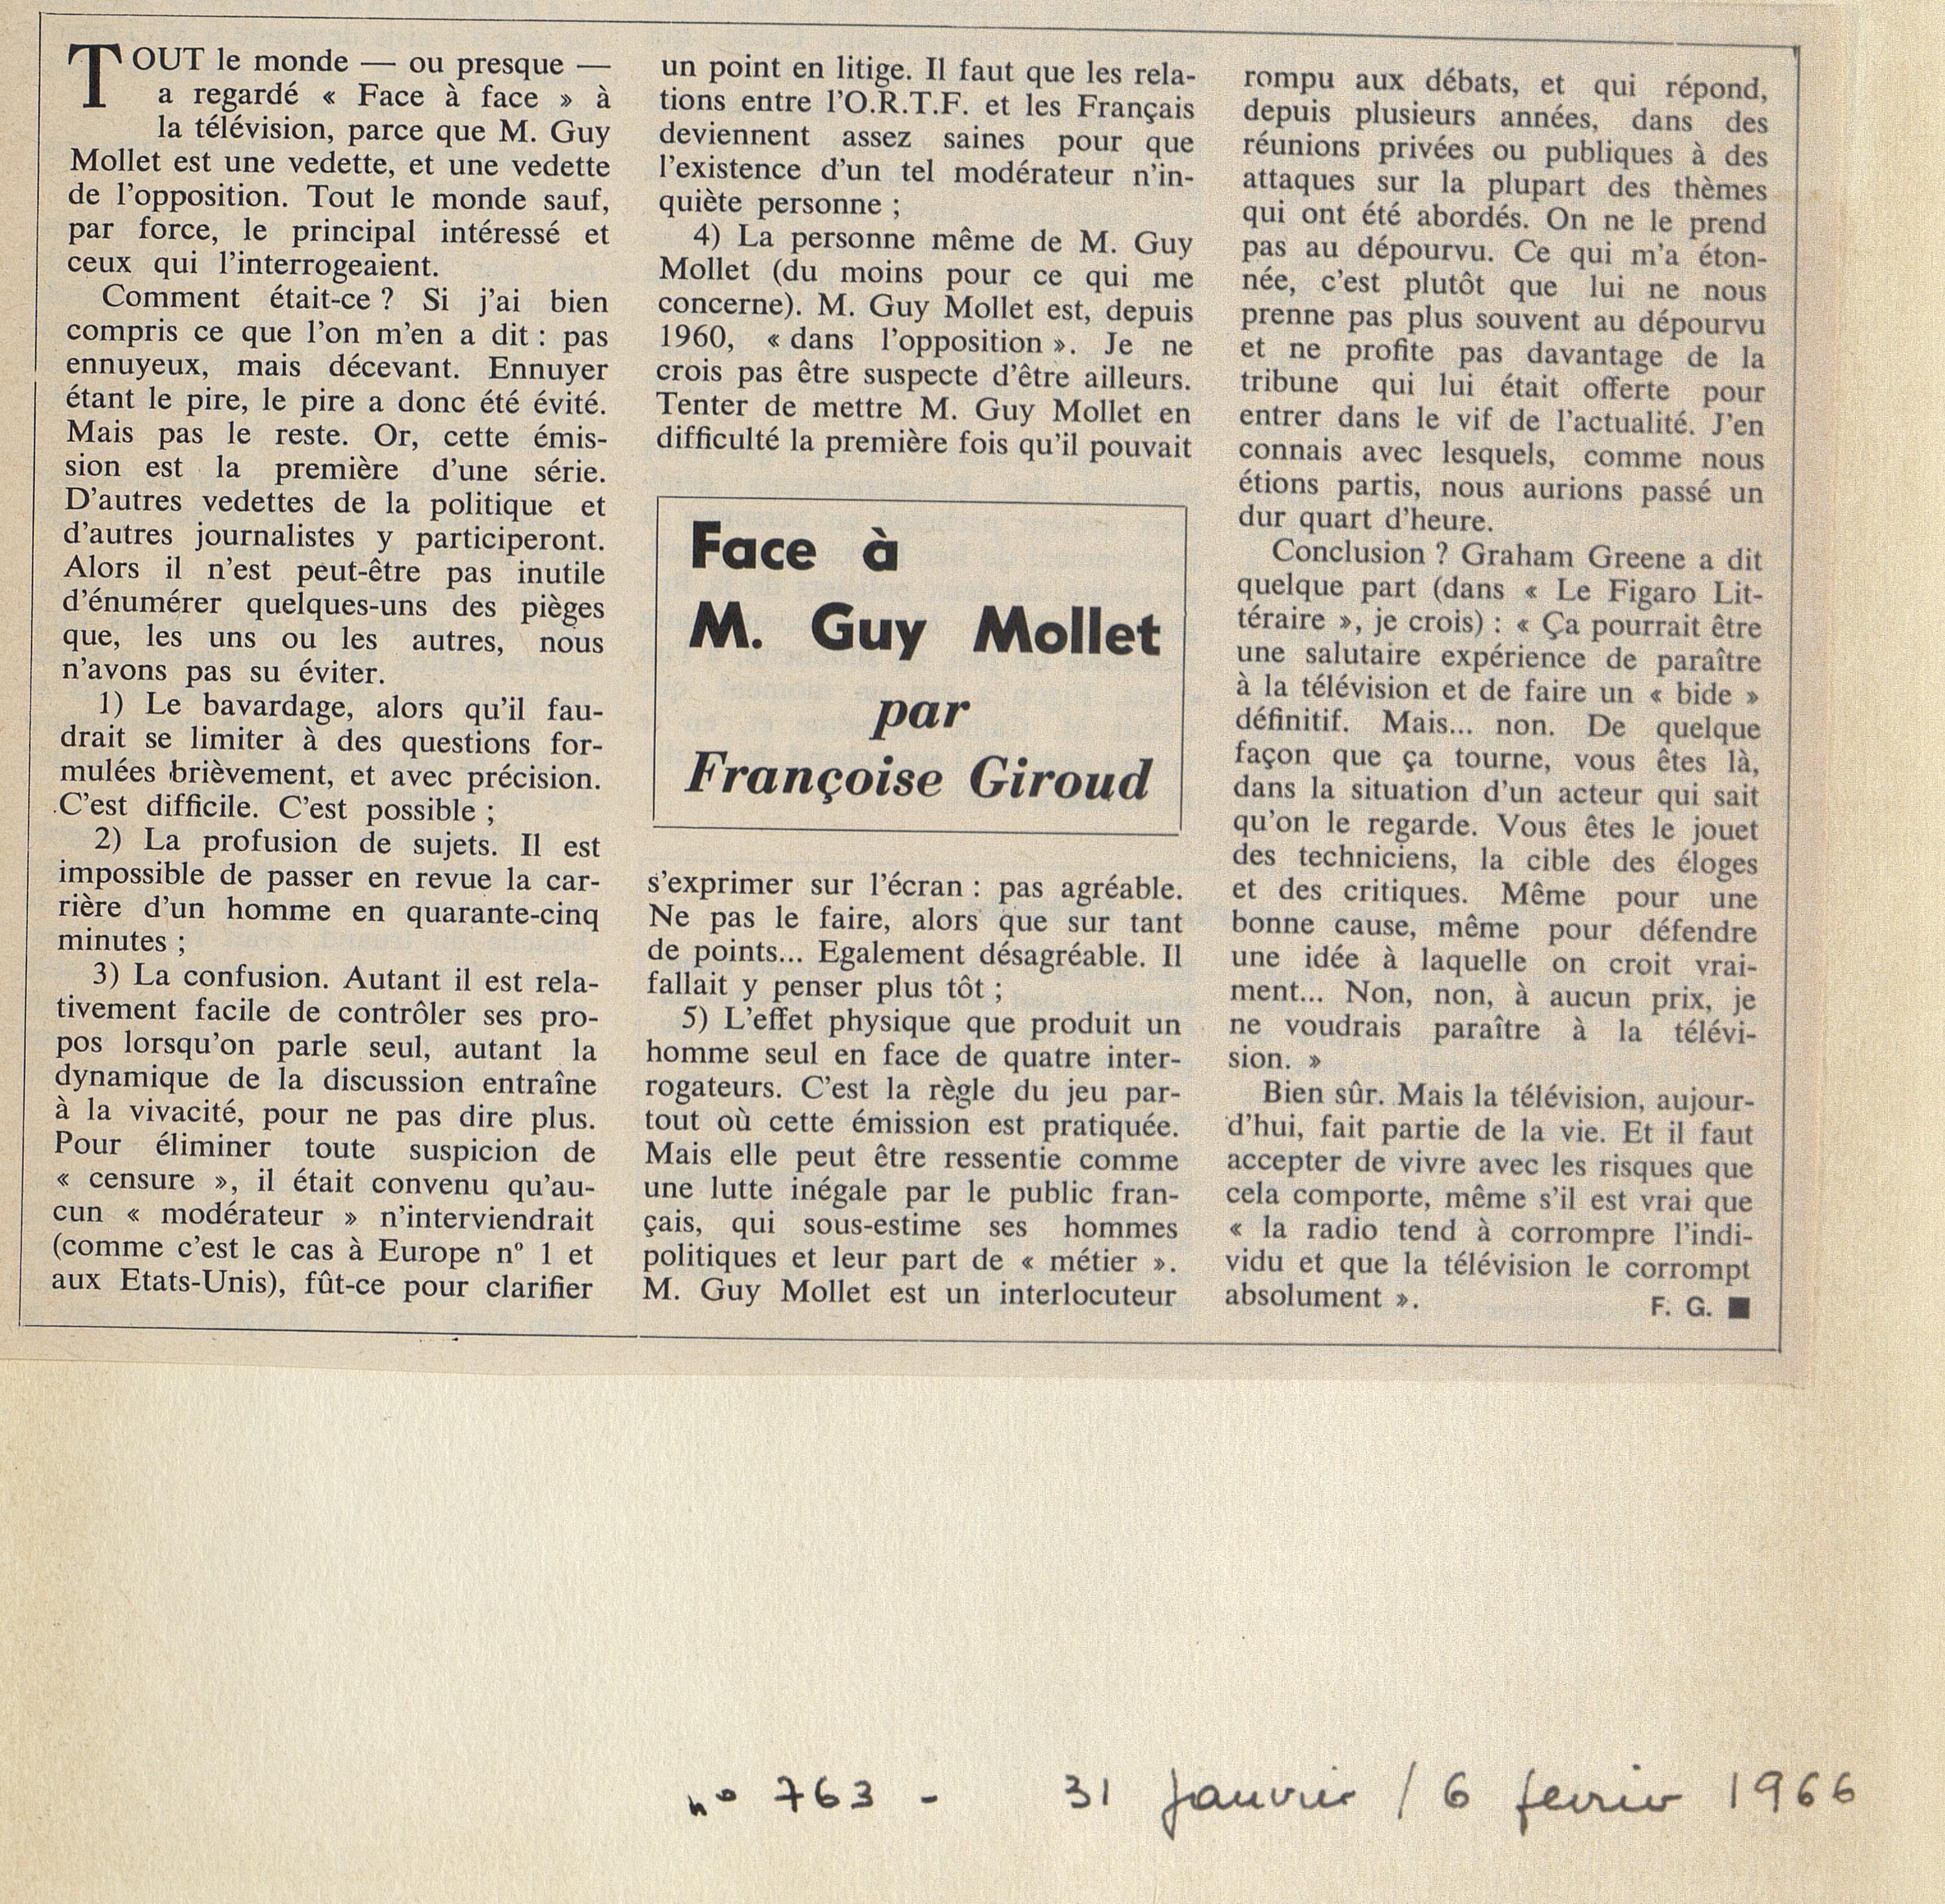 TOUT le monde — ou presque —
a regardé « Face à face » à
la télévision, parce que M. Guy
Mollet est une vedette, et une vedette
de l'opposition. Tout le monde sauf,
par force, le principal intéressé et
ceux qui l'interrogeaient.
Comment était-ce ? Si j'ai bien
compris ce que l'on m'en a dit : pas
ennuyeux, mais décevant. Ennuyer
étant le pire, le pire a donc été évité.
Mais pas le reste. Or, cette émis-
sion est la première d'une série.
D'autres vedettes de la politique et
d'autres journalistes y participeront.
Alors il n'est peut-être pas inutile
d'énumérer quelques-uns des pièges
que, les uns ou les autres, nous
n'avons pas su éviter.
1) Le bavardage, alors qu'il fau-
drait se limiter à des questions for-
mulées brièvement, et avec précision.
C'est difficile. C'est possible ;
2) La profusion de sujets. Il est
impossible de passer en revue la car-
rière d'un homme en quarante-cinq
minutes ;
3) La confusion. Autant il est rela-
tivement facile de contrôler ses pro-
pos lorsqu'on parle seul, autant la
dynamique de la discussion entraîne
à la vivacité, pour ne pas dire plus.
Pour éliminer toute suspicion de
« censure », il était convenu qu'au-
cun « modérateur » n'interviendrait
(comme c'est le cas à Europe n° 1 et
aux Etats-Unis), fût-ce pour clarifier
un point en litige. Il faut que les rela-
tions entre l'O.R.T.F. et les Français
deviennent assez saines pour que
l'existence d'un tel modérateur n'in-
quiète personne ;
4) La personne même de M. Guy
Mollet (du moins pour ce qui me
concerne). M. Guy Mollet est, depuis
1960, « dans l'opposition ». Je ne
crois pas être suspecte d'être ailleurs.
Tenter de mettre M. Guy Mollet en
difficulté la première fois qu'il pouvait
Face à
M. Guy Mollet
par
Françoise Giroud
s'exprimer sur l'écran : pas agréable.
Ne pas le faire, alors que sur tant
de points... Egalement désagréable. Il
fallait y penser plus tôt ;
5) L'effet physique que produit un
homme seul en face de quatre inter-
rogateurs. C'est la règle du jeu par-
tout où cette émission est pratiquée.
Mais elle peut être ressentie comme
une lutte inégale par le public fran-
çais, qui sous-estime ses hommes
politiques et leur part de « métier ».
M. Guy Mollet est un interlocuteur
rompu aux débats, et qui répond,
depuis plusieurs années, dans des
réunions privées ou publiques à des
attaques sur la plupart des thèmes
qui ont été abordés. On ne le prend
pas au dépourvu. Ce qui m'a éton-
née, c'est plutôt que lui ne nous
prenne pas plus souvent au dépourvu
et ne profite pas davantage de la
tribune qui lui était offerte pour
entrer dans le vif de l'actualité. J'en
connais avec lesquels, comme nous
étions partis, nous aurions passé un
dur quart d'heure.
Conclusion ? Graham Greene a dit
quelque part (dans « Le Figaro Lit-
téraire », je crois) : « Ça pourrait être
une salutaire expérience de paraître
à la télévision et de faire un « bide »
définitif. Mais... non. De quelque
façon que ça tourne, vous êtes là,
dans la situation d'un acteur qui sait
qu'on le regarde. Vous êtes le jouet
des techniciens, la cible des éloges
et des critiques. Même pour une
bonne cause, même pour défendre
une idée à laquelle on croit vrai-
ment... Non, non, à aucun prix, je
ne voudrais paraître à la télévi-
sion. »
Bien sûr. Mais la télévision, aujour-
d'hui, fait partie de la vie. Et il faut
accepter de vivre avec les risques que
cela comporte, même s'il est vrai que
« la radio tend à corrompre l'indi-
vidu et que la télévision le corrompt
absolument ». F. G. ■
n° 763 - 31 janvier / 6 fevrier 1966